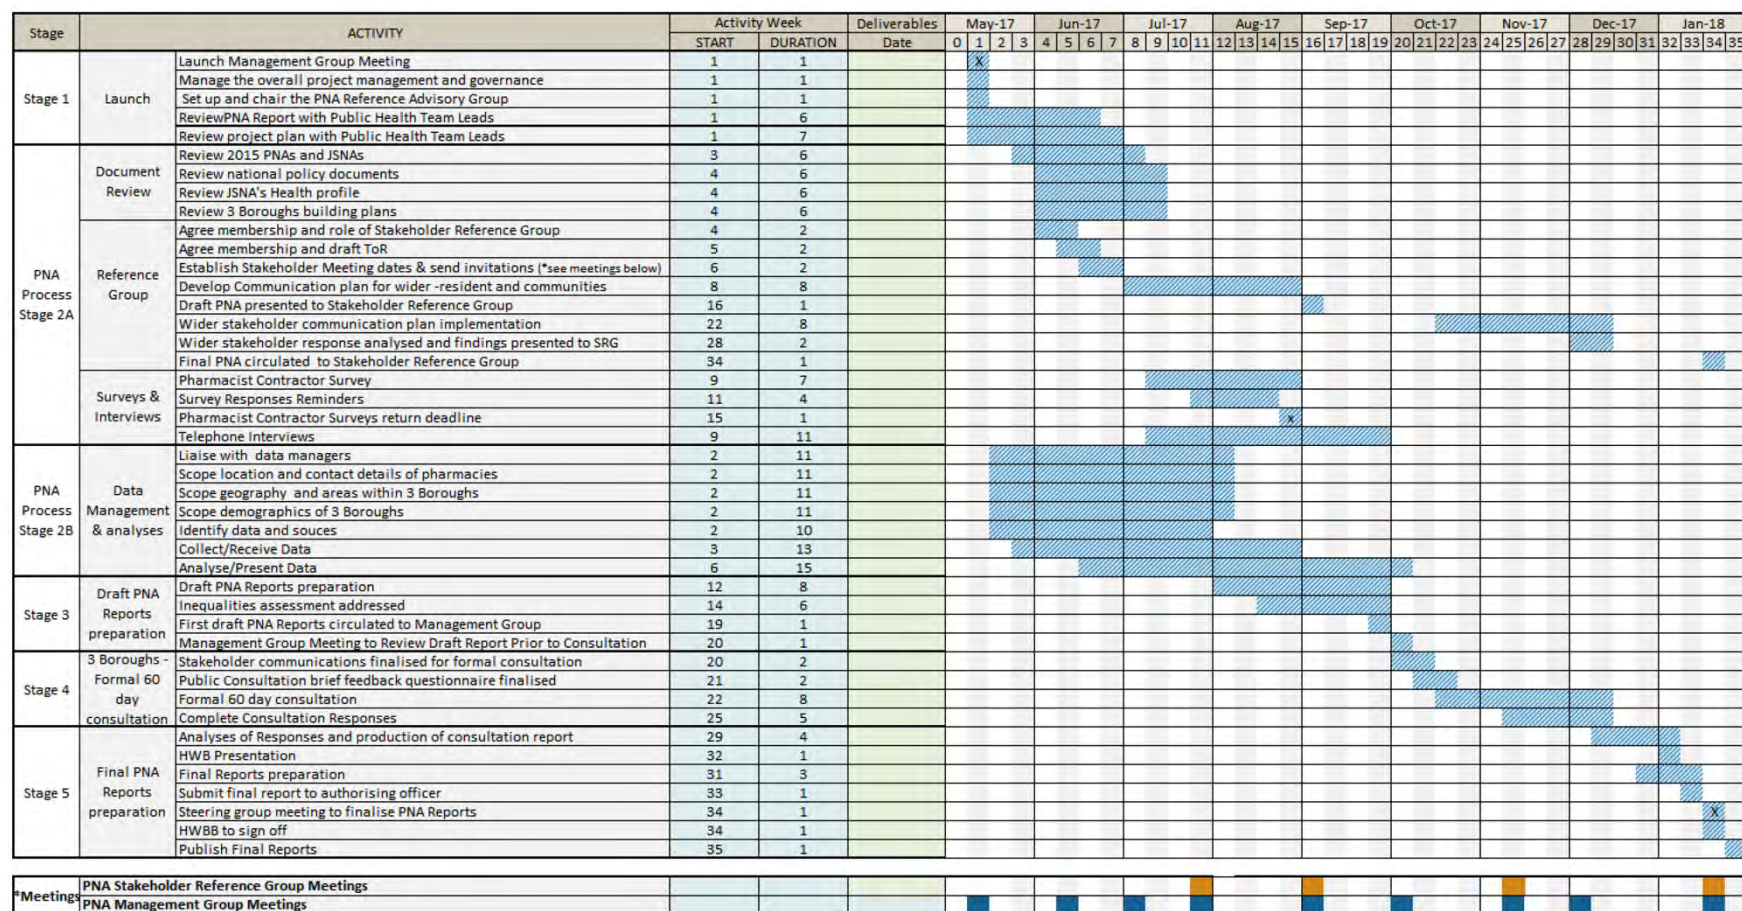 Stage ACTIVITY Activity Week Deliverables May-17 Jun-17 Jul-17 Aug-17 Sep-17 Oct-17 Nov-17 Dec-17 Jan-18
START DURATION Date 0 1 2 3 4 5 6 7 8 9 10 11 12 13 14 15 16 17 18 19 20 21 22 23 24 25 26 27 28 29 30 31 32 33 34 35
Stage 1
Launch
Launch Management Group Meeting 1 1 X
Manage the overall project management and governance 1 1
Set up and chair the PNA Reference Advisory Group 1 1
ReviewPNA Report with Public Health Team Leads 1 6
Review project plan with Public Health Team Leads 1 7
PNA
Process
Stage 2A
Document
Review
Review 2015 PNAs and JSNAs 3 6
Review national policy documents 4 6
Review JSNA's Health profile 4 6
Review 3 Boroughs building plans 4 6
Reference
Group
Agree membership and role of Stakeholder Reference Group 4 2
Agree membership and draft ToR 5 2
Establish Stakeholder Meeting dates & send invitations (*see meetings below) 6 2
Develop Communication plan for wider -resident and communities 8 8
Draft PNA presented to Stakeholder Reference Group 16 1
Wider stakeholder communication plan implementation 22 8
Wider stakeholder response analysed and findings presented to SRG 28 2
Final PNA circulated to Stakeholder Reference Group 34 1
Surveys &
Interviews
Pharmacist Contractor Survey 9 7
Survey Responses Reminders 11 4
Pharmacist Contractor Surveys return deadline 15 1 x
Telephone Interviews 9 11
PNA
Process
Stage 2B
Data
Management
& analyses
Liaise with data managers 2 11
Scope location and contact details of pharmacies 2 11
Scope geography and areas within 3 Boroughs 2 11
Scope demographics of 3 Boroughs 2 11
Identify data and souces 2 10
Collect/Receive Data 3 13
Analyse/Present Data 6 15
Stage 3
Draft PNA
Reports
preparation
Draft PNA Reports preparation 12 8
Inequalities assessment addressed 14 6
First draft PNA Reports circulated to Management Group 19 1
Management Group Meeting to Review Draft Report Prior to Consultation 20 1
Stage 4
3 Boroughs -
Formal 60
day
consultation
Stakeholder communications finalised for formal consultation 20 2
Public Consultation brief feedback questionnaire finalised 21 2
Formal 60 day consultation 22 8
Complete Consultation Responses 25 5
Stage 5
Final PNA
Reports
preparation
Analyses of Responses and production of consultation report 29 4
HWB Presentation 32 1
Final Reports preparation 31 3
Submit final report to authorising officer 33 1
Steering group meeting to finalise PNA Reports 34 1 X
HWBB to sign off 34 1
Publish Final Reports 35 1
*Meetings
PNA Stakeholder Reference Group Meetings
PNA Management Group Meetings